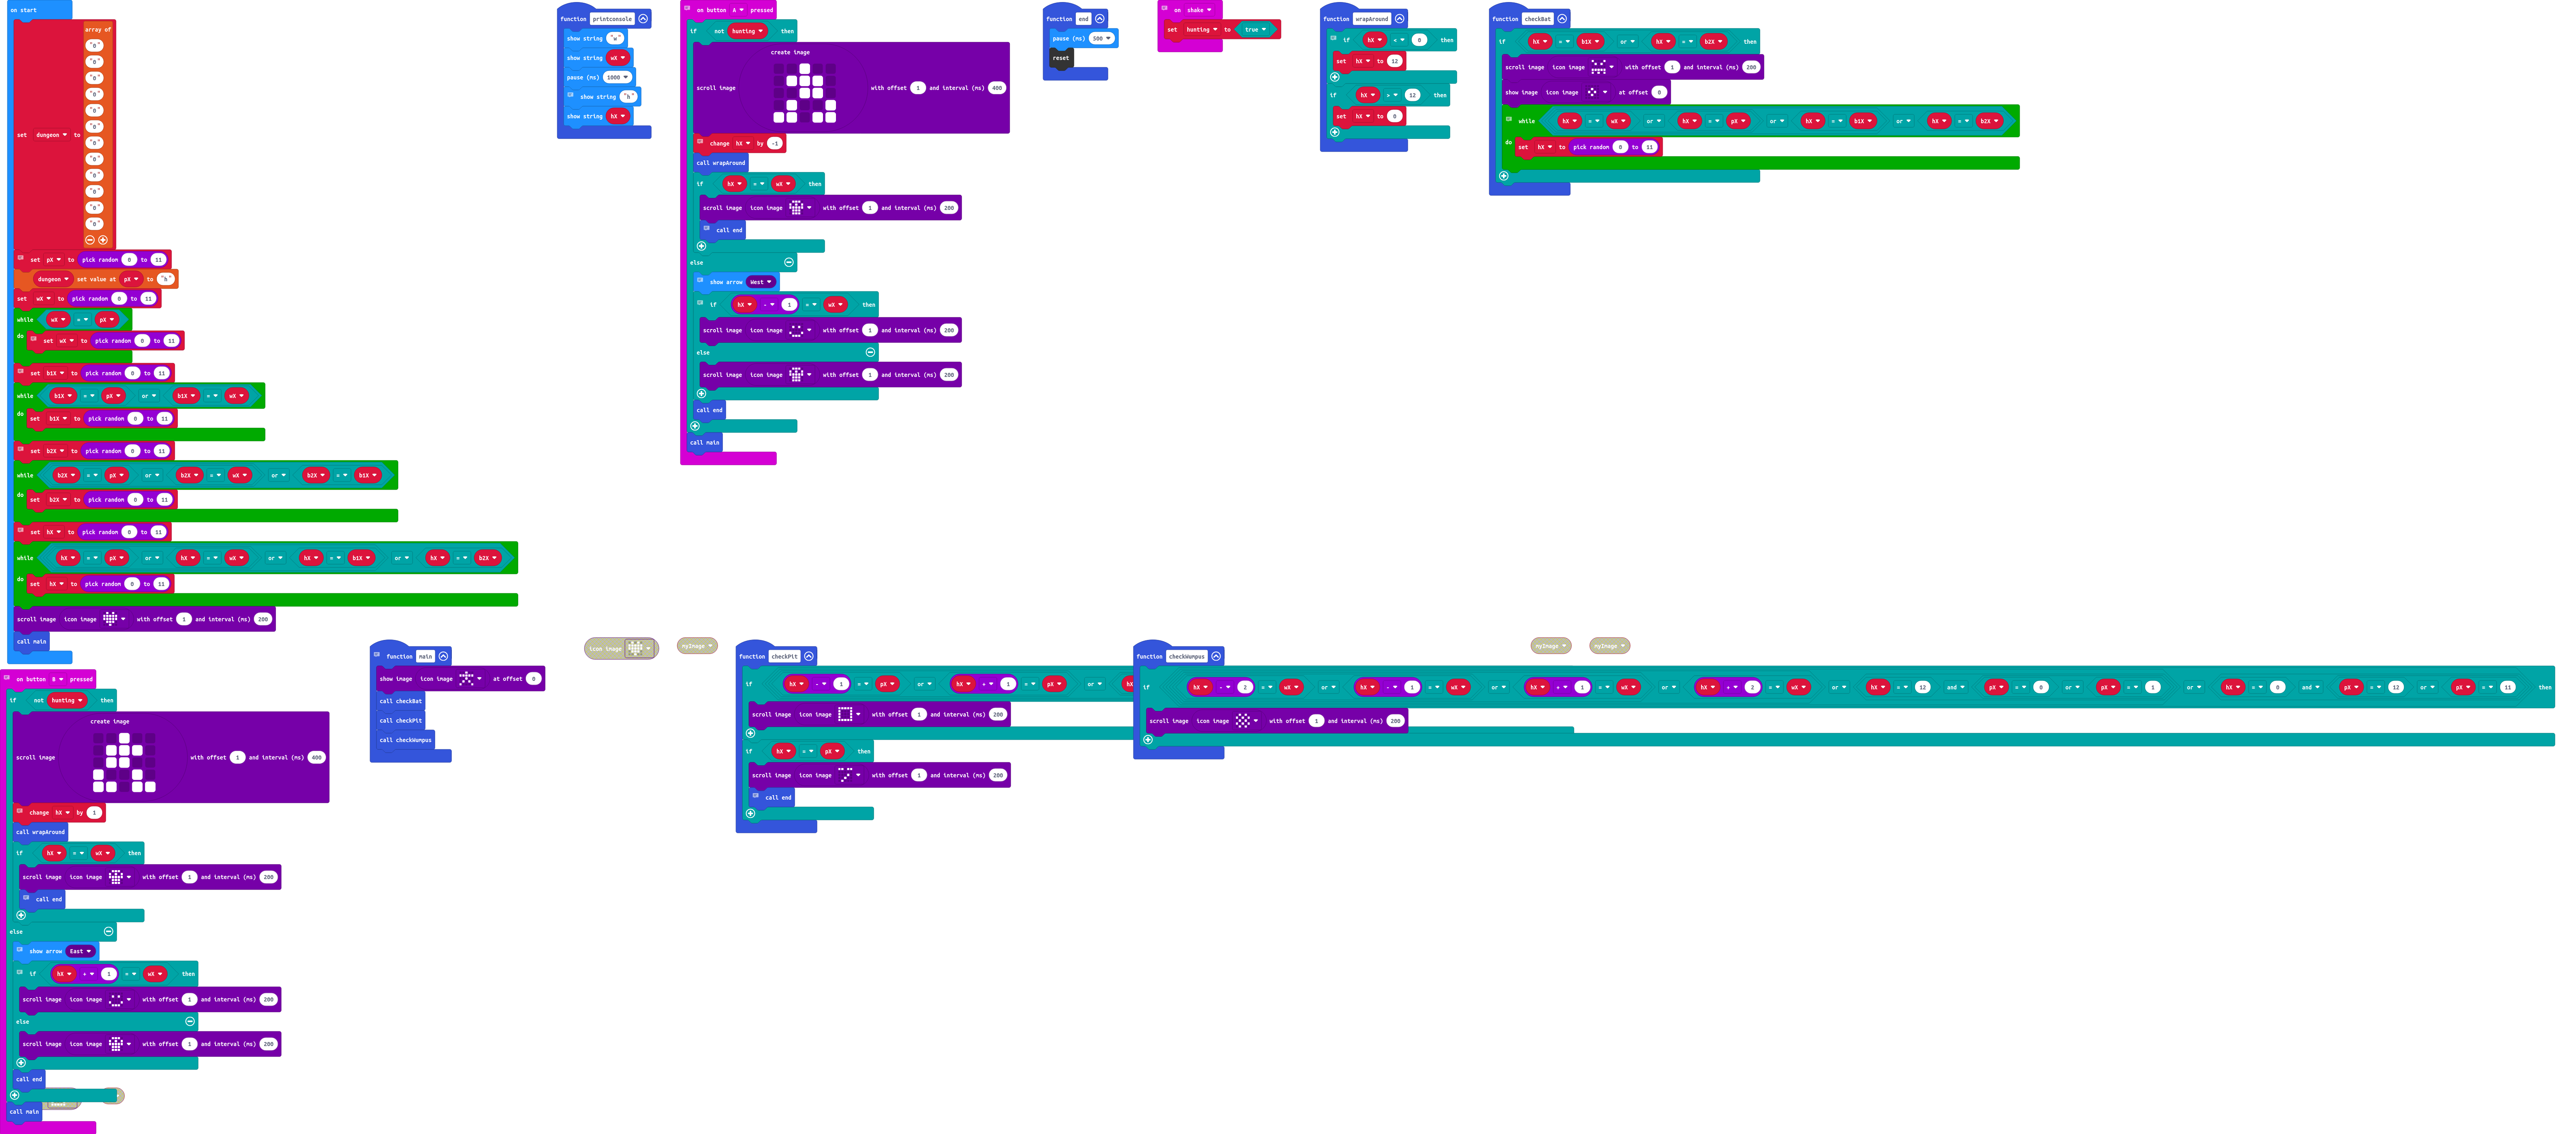 on start
array of
"0"
"0"
"0"
"0"
"0"
"0"
set dungeon to
"0"
"0"
"0"
"0"
"0"
"0"
set pX to pick random 0 to 11
dungeon set value at pX to "h"
set wX to pick random 0 to 11
while wX = pX
do set wX to pick random 0 to 11
set b1X to pick random 0 to 11
while b1X = pX or b1X = wX
do set b1X to pick random 0 to 11
set b2X to pick random 0 to 11
while b2X = pX or b2X = wX or b2X = b1X
do set b2X to pick random 0 to 11
set hX to pick random 0 to 11
while hX = pX or hX = wX or hX = b1X or hX = b2X
do set hX to pick random 0 to 11
scroll image icon image with offset 1 and interval (ms) 200
call main
function printconsole
show string "w"
show string wX
pause (ms) 1000
show string "h"
show string hX
on button A pressed
if not hunting then
create image
scroll image with offset 1 and interval (ms) 400
change hX by -1
call wrapAround
if hX = wX then
scroll image icon image with offset 1 and interval (ms) 200
call end
else
show arrow West
if hX - 1 = wX then
scroll image icon image with offset 1 and interval (ms) 200
else
scroll image icon image with offset 1 and interval (ms) 200
call end
call main
function end
pause (ms) 500
reset
on shake
set hunting to true
function wrapAround
if hX < 0 then
set hX to 12
if hX > 12 then
set hX to 0
function checkBat
if hX = b1X or hX = b2X then
scroll image icon image with offset 1 and interval (ms) 200
show image icon image at offset 0
while hX = wX or hX = pX or hX = b1X or hX = b2X
do set hX to pick random 0 to 11
on button B pressed
if not hunting then
create image
scroll image with offset 1 and interval (ms) 400
change hX by 1
call wrapAround
if hX = wX then
scroll image icon image with offset 1 and interval (ms) 200
call end
else
show arrow East
if hX + 1 = wX then
scroll image icon image with offset 1 and interval (ms) 200
else
scroll image icon image with offset 1 and interval (ms) 200
call end
call main
function main
show image icon image at offset 0
call checkBat
call checkPit
call checkWumpus
icon image
myImage
function checkPit
if hX - 1 = pX or hX + 1 = pX or hX
scroll image icon image with offset 1 and interval (ms) 200
if hX = pX then
scroll image icon image with offset 1 and interval (ms) 200
call end
function checkWumpus
if hX - 2 = wX or hX - 1 = wX or hX + 1 = wX or hX + 2 = wX or hX = 12 and pX = 0 or pX = 1 or hX = 0 and pX = 12 or pX = 11 then
scroll image icon image with offset 1 and interval (ms) 200
myImage
myImage